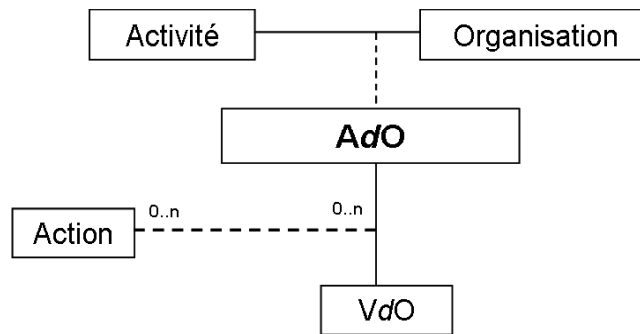 Activité
Organisation
AdO
0..n
0..n
Action
VdO